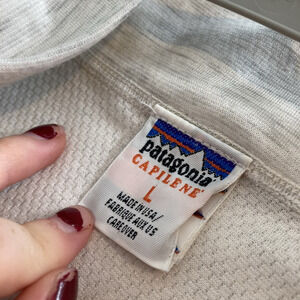 patagonia®
CAPILENE®
L
MADE IN USA/
FABRIQUE AUX US
CARE OVER